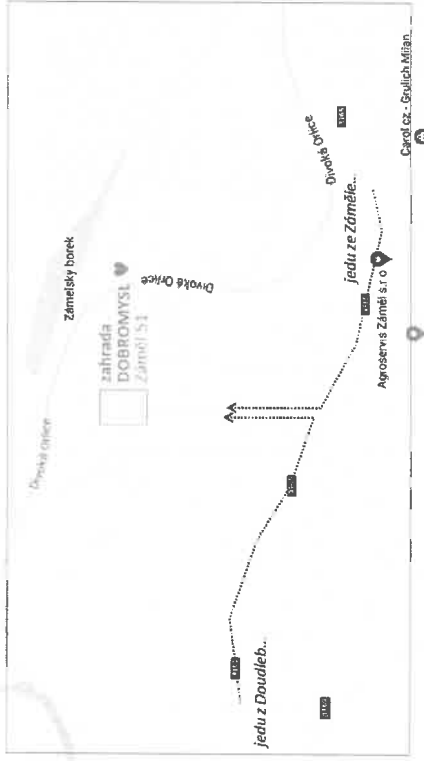 Divoká Orlice
Zámelský borek
zahrada
DOBROMYSL
Záměl 51
Divoká Orlice
Divoká Orlice
jedu z Doudleb...
jedu ze Záměle...
Agroservis Záměl s.r o
Carol cz - Grulich Milan